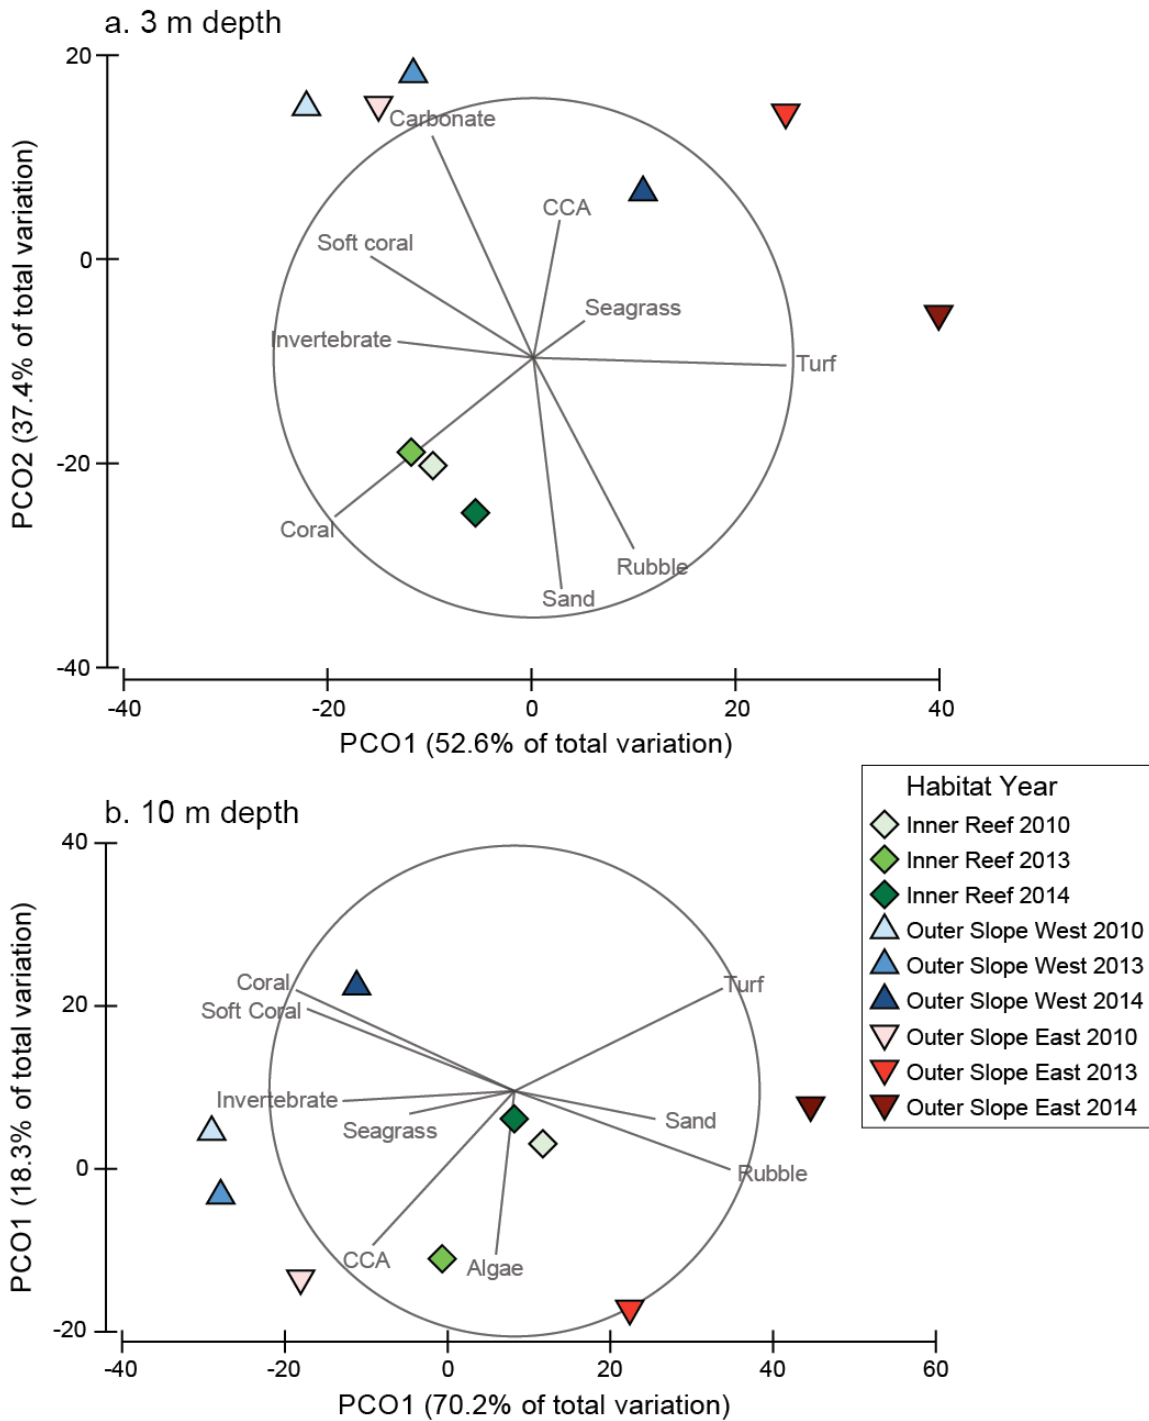 a. 3 m depth
20
0
-20
-40
PCO2 (37.4% of total variation)
Carbonate
CCA
Soft coral
Seagrass
Invertebrate
Turf
Coral
Rubble
Sand
-40 -20 0 20 40
PCO1 (52.6% of total variation)
b. 10 m depth
40
20
0
-20
PCO1 (18.3% of total variation)
Coral
Turf
Soft Coral
Invertebrate
Sand
Seagrass
Rubble
CCA
Algae
-40 -20 0 20 40 60
PCO1 (70.2% of total variation)
Habitat Year
Inner Reef 2010
Inner Reef 2013
Inner Reef 2014
Outer Slope West 2010
Outer Slope West 2013
Outer Slope West 2014
Outer Slope East 2010
Outer Slope East 2013
Outer Slope East 2014